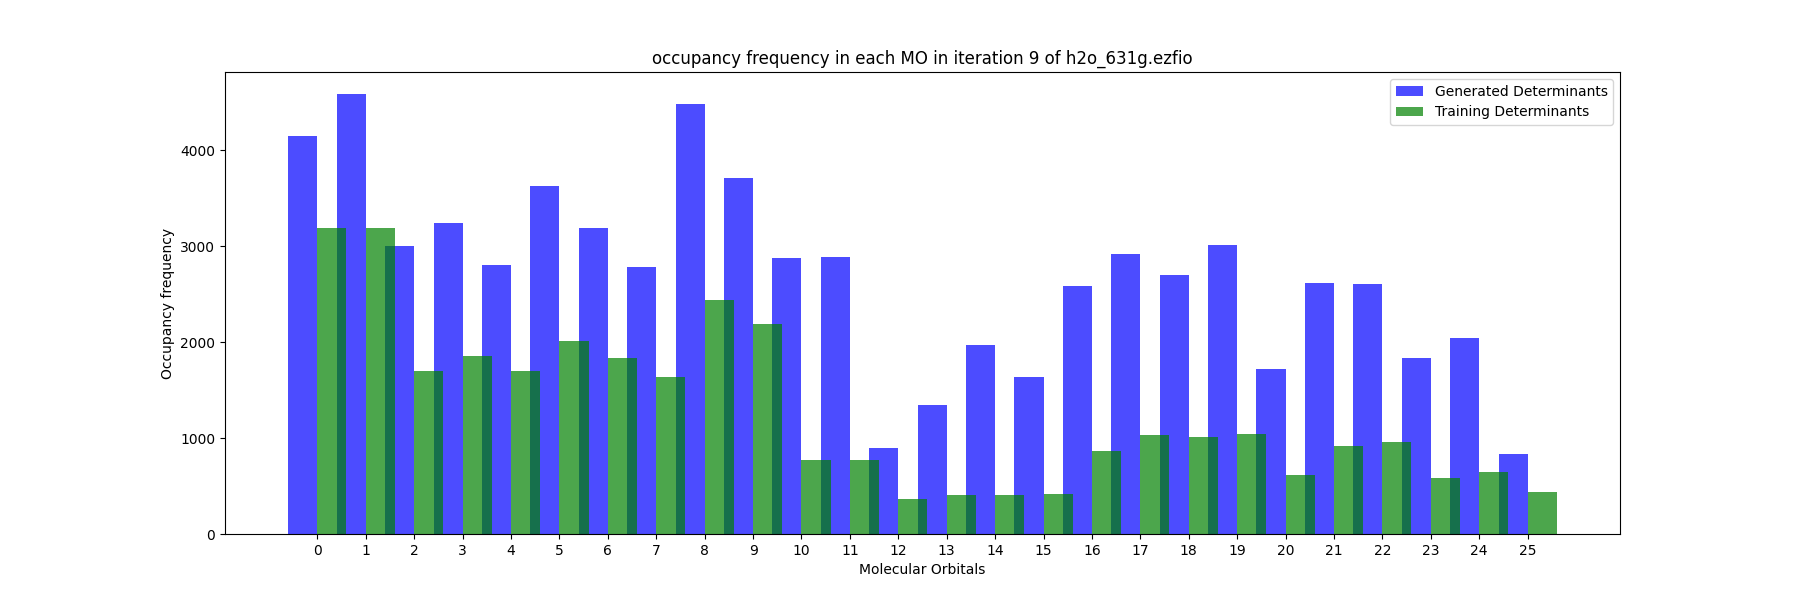 occupancy frequency in each MO in iteration 9 of h2o_631g.ezfio
Generated Determinants
Training Determinants
Occupancy frequency
4000
3000
2000
1000
0
0 1 2 3 4 5 6 7 8 9 10 11 12 13 14 15 16 17 18 19 20 21 22 23 24 25
Molecular Orbitals